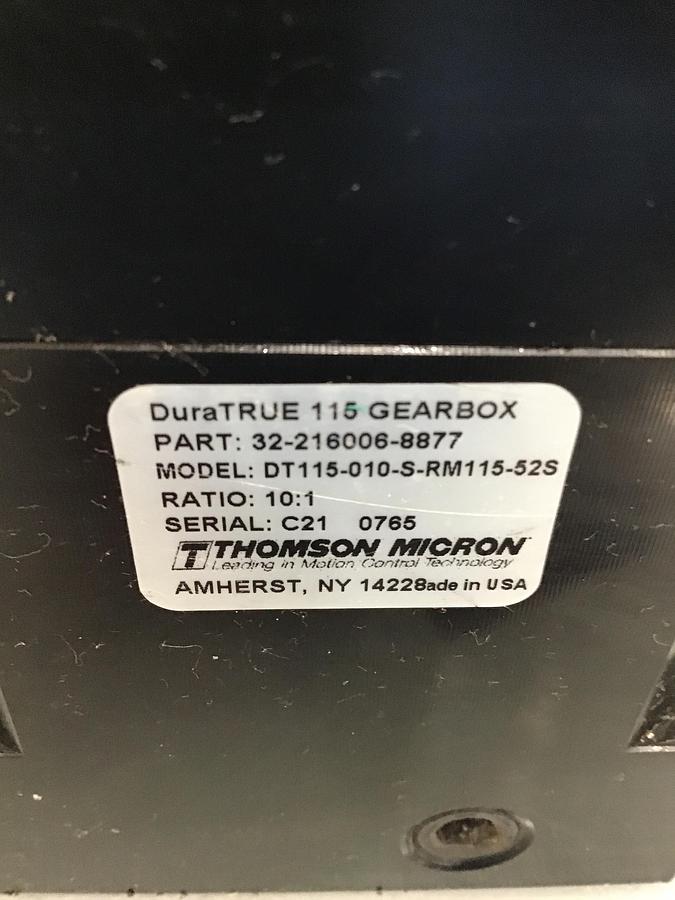 DuraTRUE 115 GEARBOX
PART: 32-216006-8877
MODEL: DT115-010-S-RM115-52S
RATIO: 10:1
SERIAL: C21 0765
T THOMSON MICRON
Leading in Motion Control Technology
AMHERST, NY 14228ade in USA